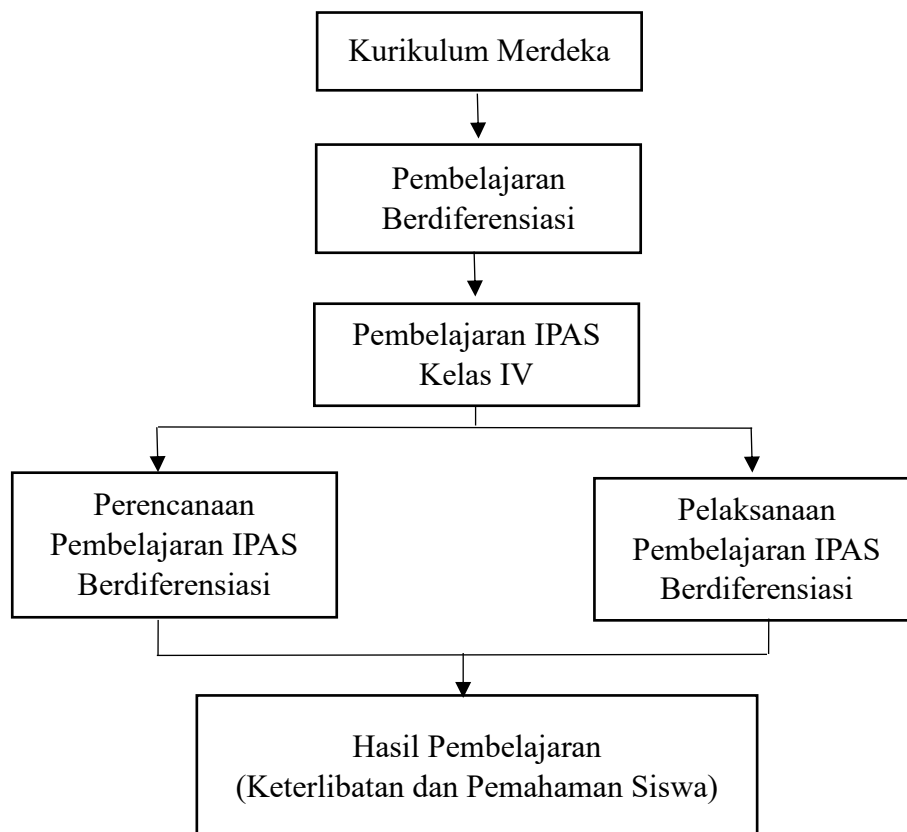 Kurikulum Merdeka
Pembelajaran
Berdiferensiasi
Pembelajaran IPAS
Kelas IV
Perencanaan
Pembelajaran IPAS
Berdiferensiasi
Pelaksanaan
Pembelajaran IPAS
Berdiferensiasi
Hasil Pembelajaran
(Keterlibatan dan Pemahaman Siswa)